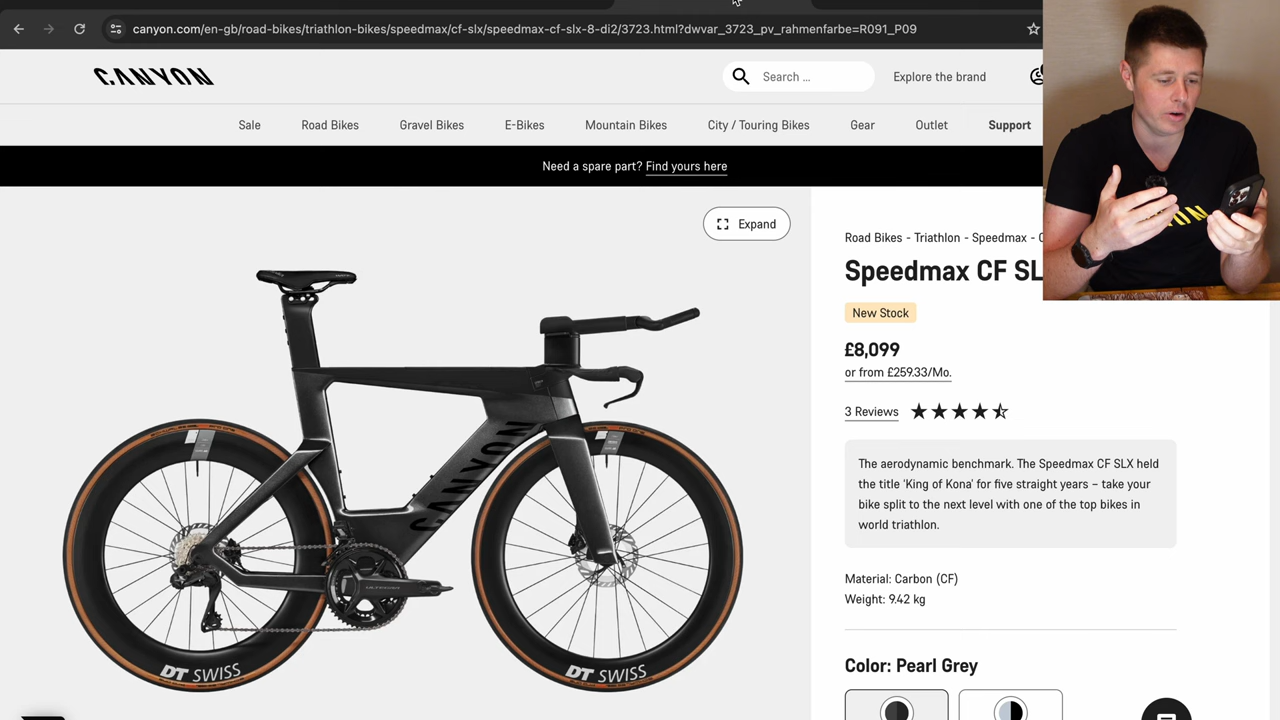 canyon.com/en-gb/road-bikes/triathlon-bikes/speedmax/cf-slx/speedmax-cf-slx-8-di2/3723.html?dwvar_3723_pv_rahmenfarbe=R091_P09
CANYON
Search ...
Explore the brand
Sale
Road Bikes
Gravel Bikes
E-Bikes
Mountain Bikes
City / Touring Bikes
Gear
Outlet
Support
Need a spare part? Find yours here
Expand
Road Bikes - Triathlon - Speedmax - C
Speedmax CF SL
New Stock
£8,099
or from £259.33/Mo.
3 Reviews
The aerodynamic benchmark. The Speedmax CF SLX held
the title ‘King of Kona’ for five straight years – take your
bike split to the next level with one of the top bikes in
world triathlon.
Material: Carbon (CF)
Weight: 9.42 kg
Color: Pearl Grey
CANYON
ULTEGRA
DT SWISS
DT SWISS